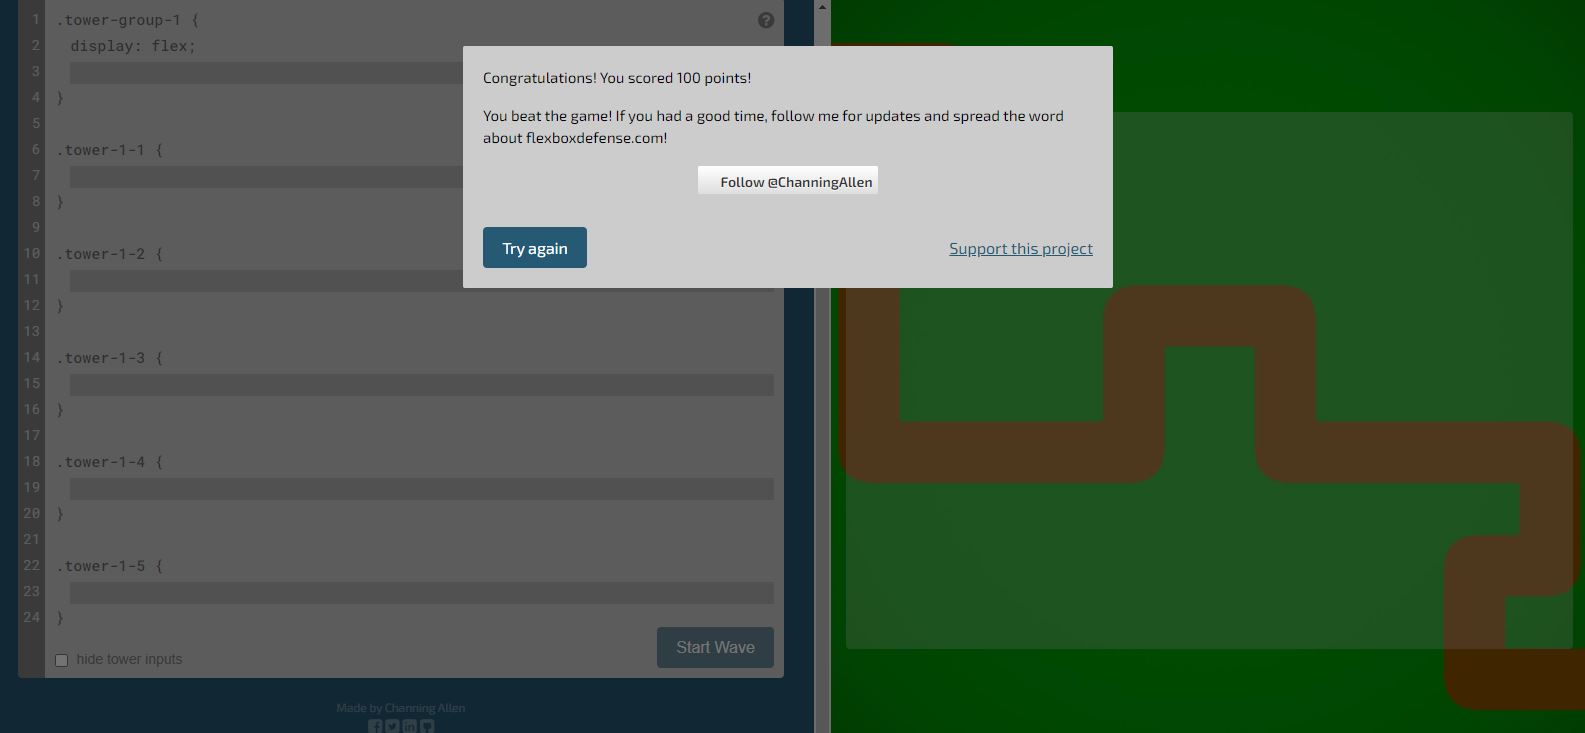 1 .tower-group-1 {
2 display: flex;
3
4 }
5
6 .tower-1-1 {
7
8 }
9
10 .tower-1-2 {
11
12 }
13
14 .tower-1-3 {
15
16 }
17
18 .tower-1-4 {
19
20 }
21
22 .tower-1-5 {
23
24 }
hide tower inputs
Start Wave
Made by Channing Allen
?
Congratulations! You scored 100 points!
You beat the game! If you had a good time, follow me for updates and spread the word
about flexboxdefense.com!
Follow @ChanningAllen
Try again
Support this project